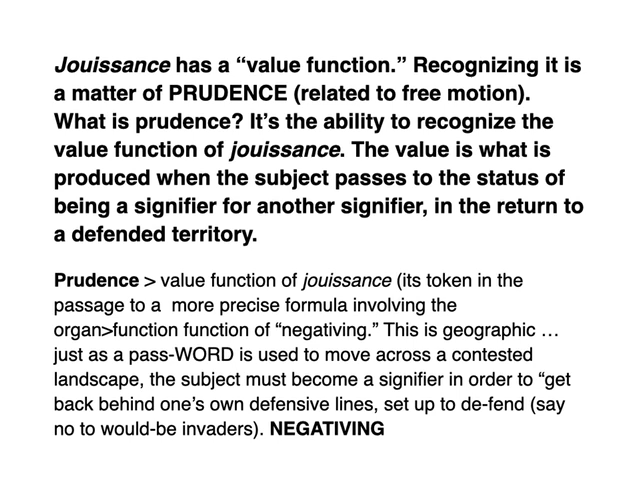 Jouissance has a “value function.” Recognizing it is
a matter of PRUDENCE (related to free motion).
What is prudence? It’s the ability to recognize the
value function of jouissance. The value is what is
produced when the subject passes to the status of
being a signifier for another signifier, in the return to
a defended territory.
Prudence > value function of jouissance (its token in the
passage to a  more precise formula involving the
organ>function function of “negativing.” This is geographic …
just as a pass-WORD is used to move across a contested
landscape, the subject must become a signifier in order to “get
back behind one’s own defensive lines, set up to de-fend (say
no to would-be invaders). NEGATIVING